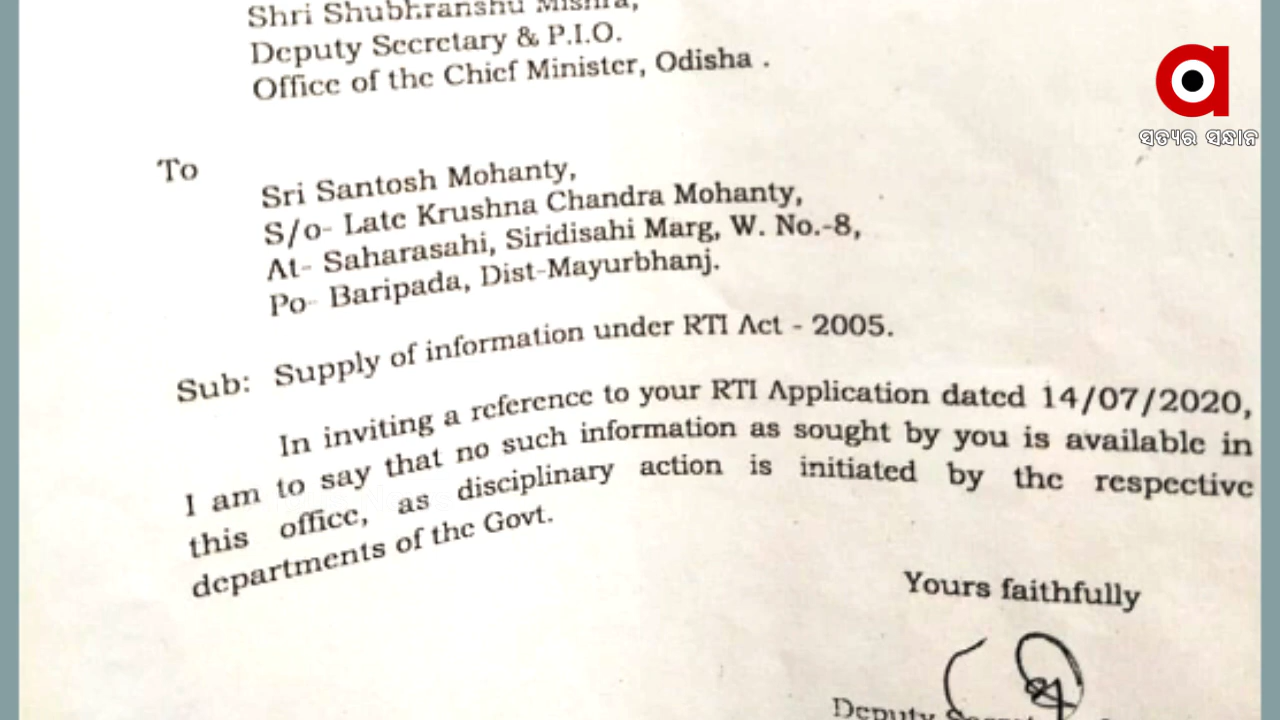 Shri Shubhranshu Mishra,
Deputy Secretary & P.I.O.
Office of the Chief Minister, Odisha .
ସତ୍ୟର ସନ୍ଧାନ
To
Sri Santosh Mohanty,
S/o- Late Krushna Chandra Mohanty,
At- Saharasahi, Siridisahi Marg, W. No.-8,
Po- Baripada, Dist-Mayurbhanj.
Sub: Supply of information under RTI Act - 2005.
In inviting a reference to your RTI Application dated 14/07/2020,
I am to say that no such information as sought by you is available in
this office, as disciplinary action is initiated by the respective
departments of the Govt.
Yours faithfully
Deputy